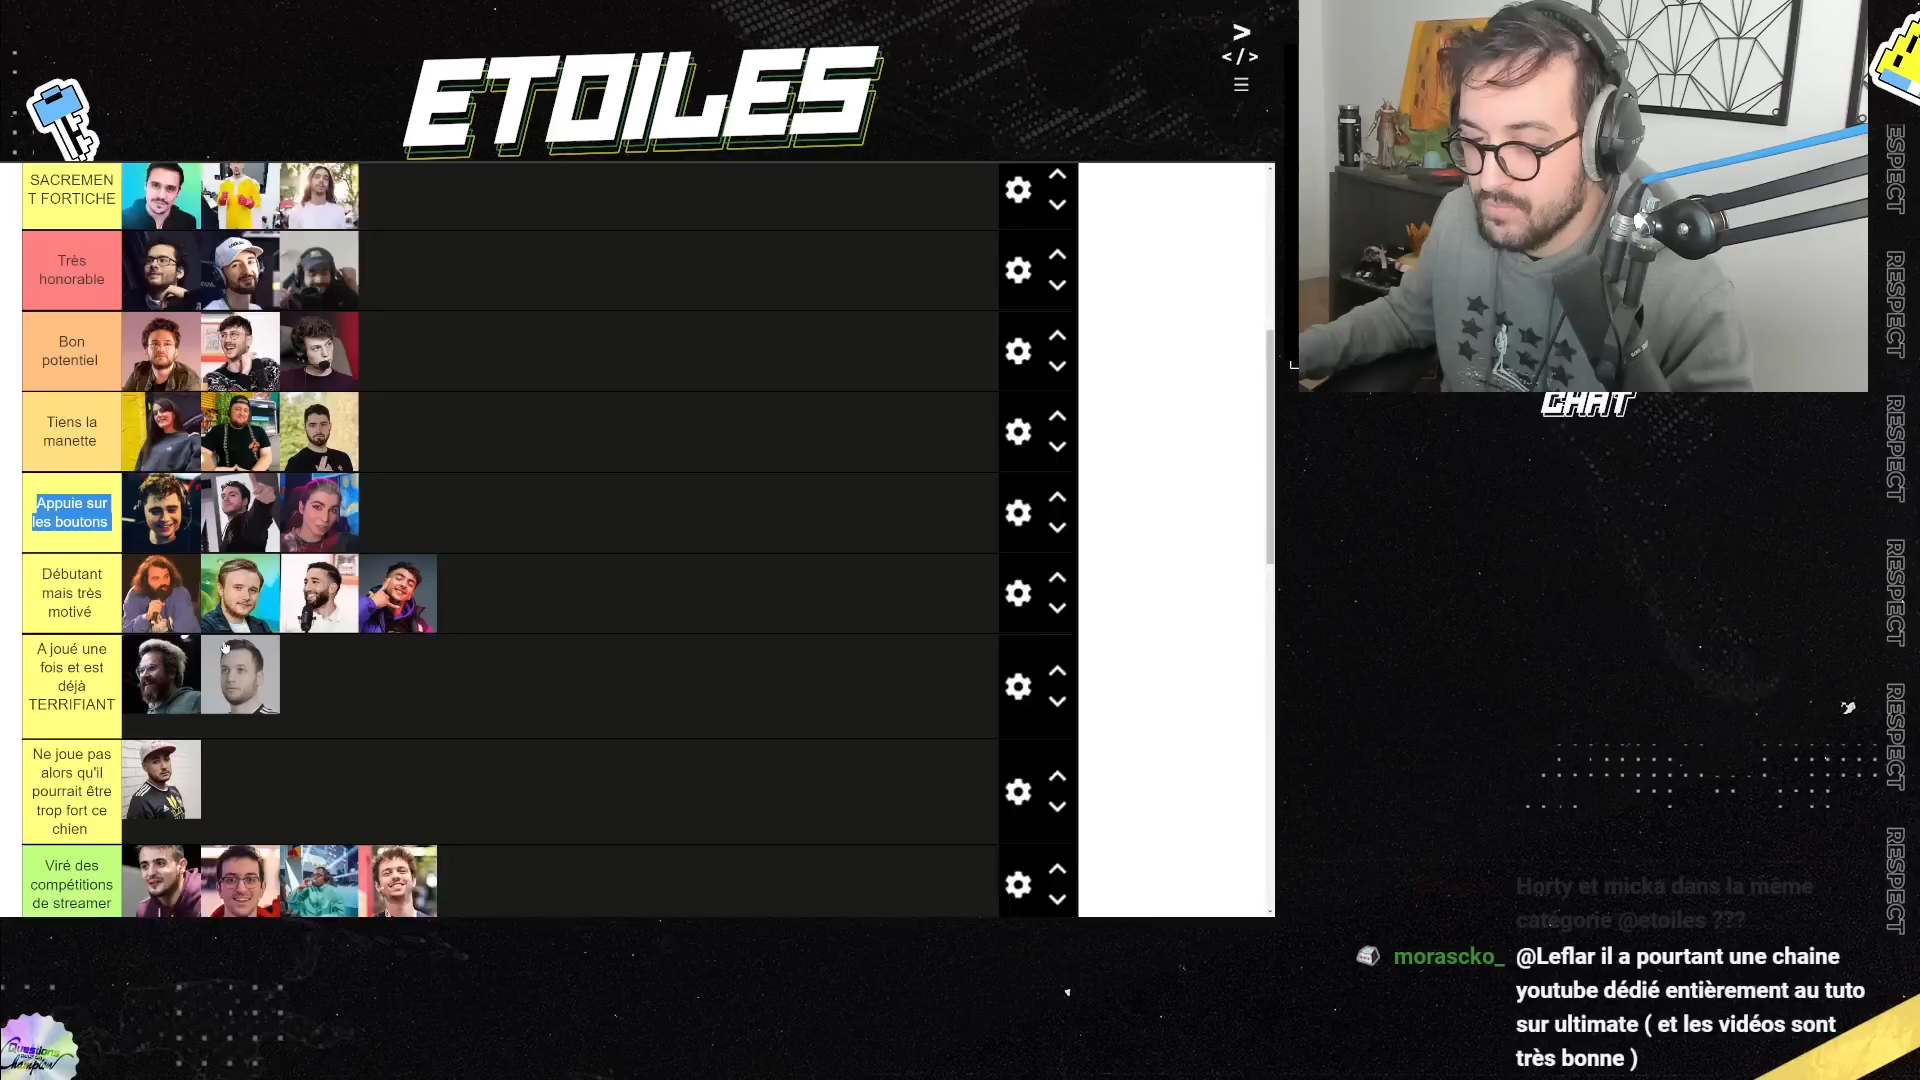 ETOILES
>
</>
SACREMEN
T FORTICHE
Très
honorable
Bon
potentiel
Tiens la
manette
Appuie sur
les boutons
Débutant
mais très
motivé
A joué une
fois et est
déjà
TERRIFIANT
Ne joue pas
alors qu'il
pourrait être
trop fort ce
chien
Viré des
compétitions
de streamer
CHAT
Horty et micka dans la même
catégorie @etoiles ???
morascko_ @Leflar il a pourtant une chaine
youtube dédié entièrement au tuto
sur ultimate ( et les vidéos sont
très bonne )
ESPECT
RESPECT
RESPECT
RESPECT
RESPECT
RESPECT
Questions
Champion